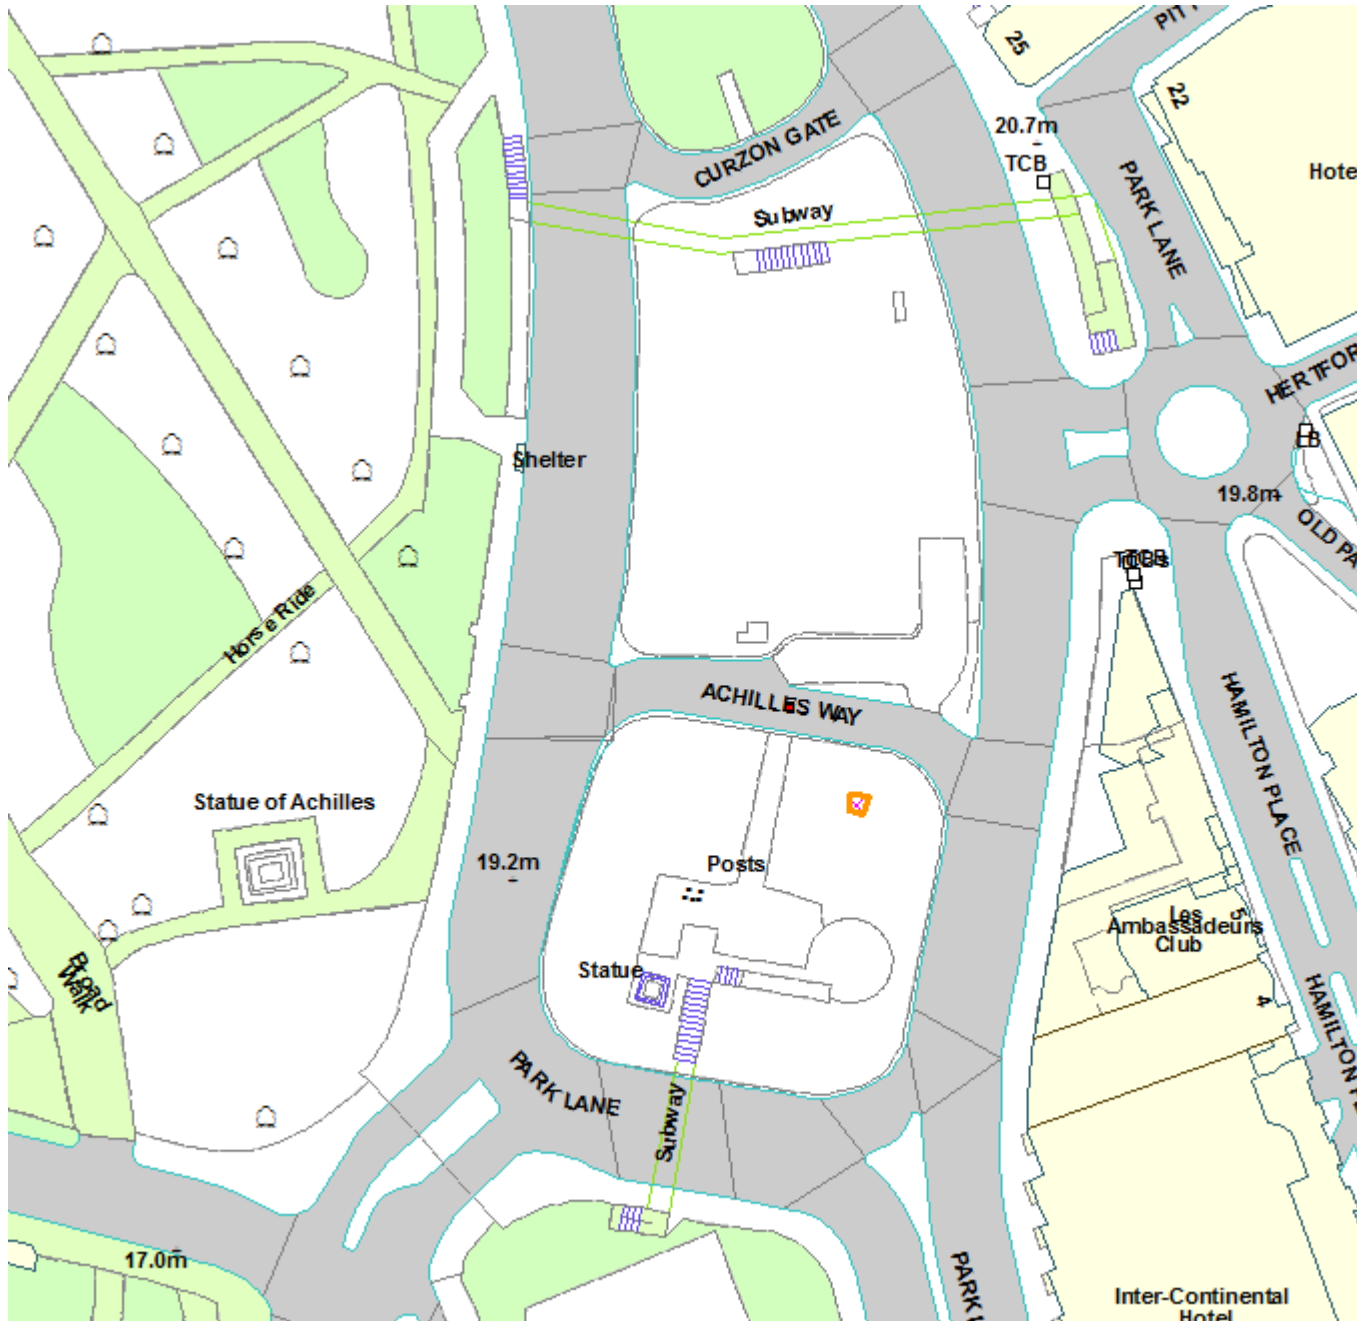 25
PIT
22
20.7m
TCB
CURZON GATE
PARK LANE
Hote
Subway
HERTFOR
LB
Shelter
19.8m
OLD PA
TCB
TCBs
Horse Ride
ACHILLES WAY
HAMILTON PLACE
Statue of Achilles
19.2m
Posts
5
Les
Ambassadeurs
Club
Statue
Broad
Walk
4
HAMILTON P
PARK LANE
Subway
17.0m
PARK L
Inter-Continental
Hotel